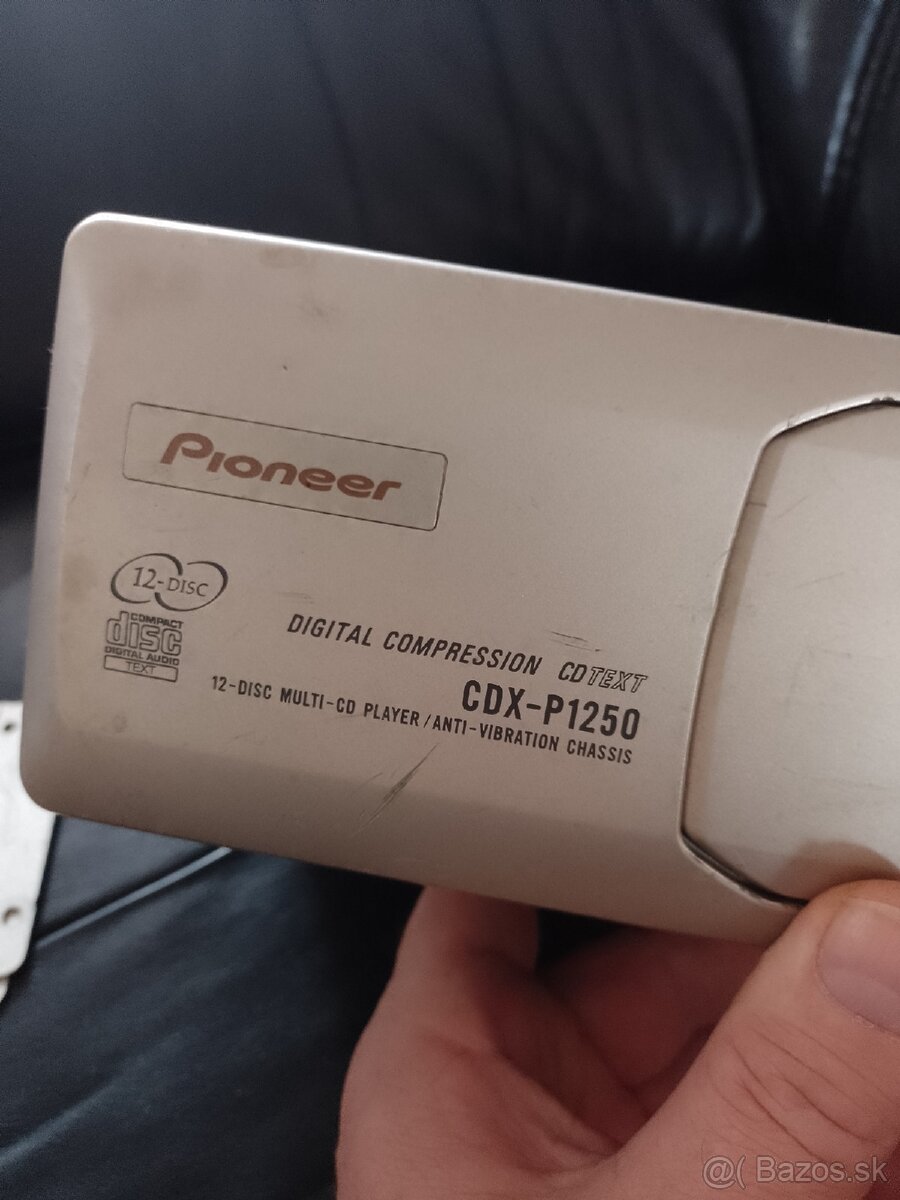 Pioneer
12-DISC
COMPACT
disc
DIGITAL AUDIO
TEXT
DIGITAL COMPRESSION CD TEXT
CDX-P1250
12-DISC MULTI-CD PLAYER/ANTI-VIBRATION CHASSIS
@( Bazos.sk